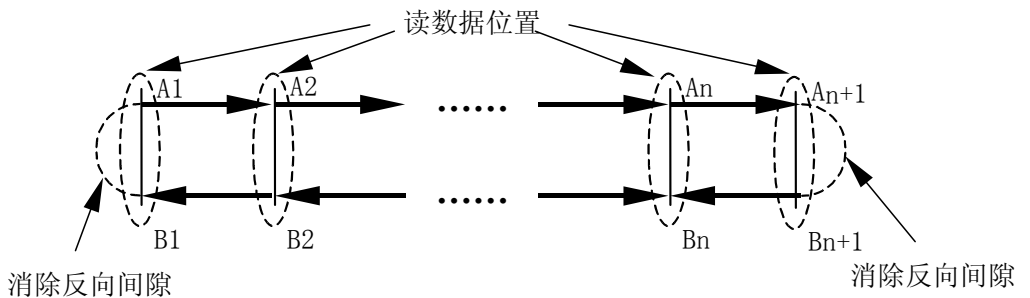 读数据位置
A1
A2
An
An+1
......
......
B1
B2
Bn
Bn+1
消除反向间隙
消除反向间隙